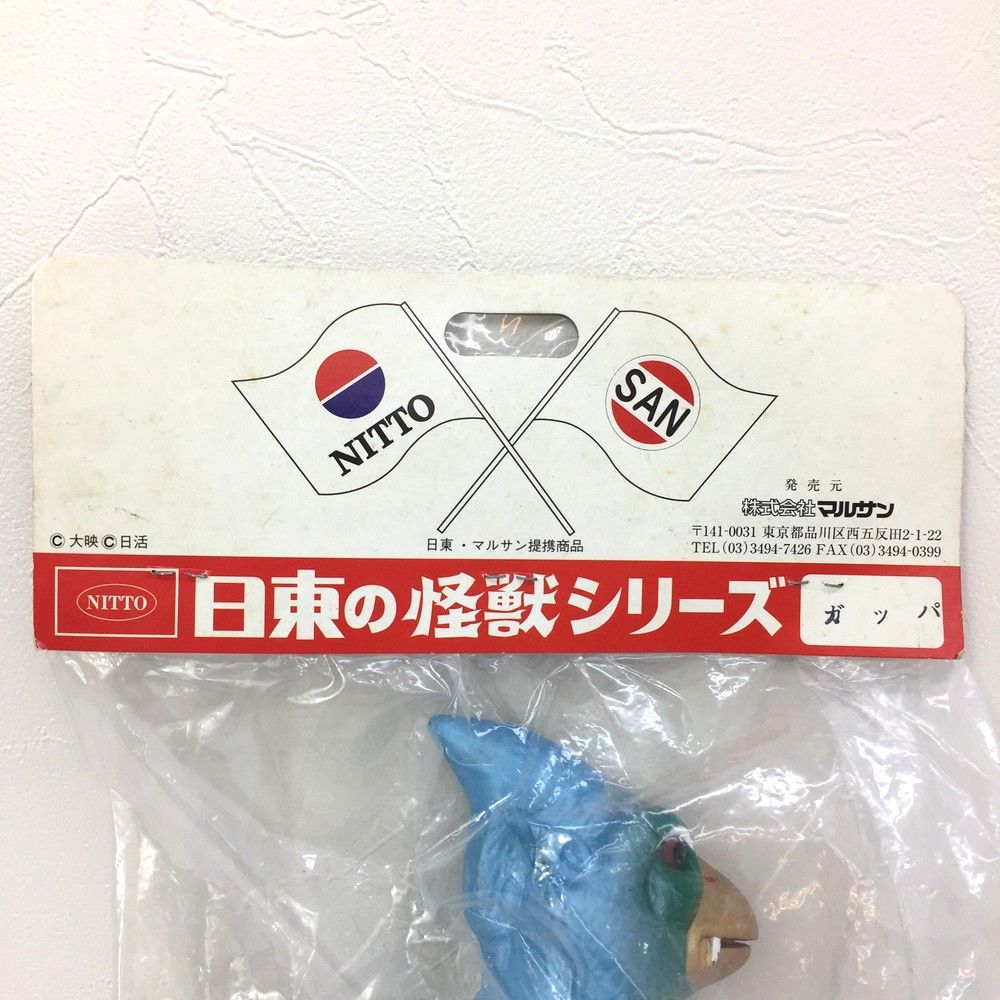 NITTO
SAN
発売元
株式会社マルサン
〒141-0031 東京都品川区西五反田2-1-22
TEL(03)3494-7426 FAX(03)3494-0399
©大映©日活
日東・マルサン提携商品
NITTO
日東の怪獣シリーズ
ガッパ